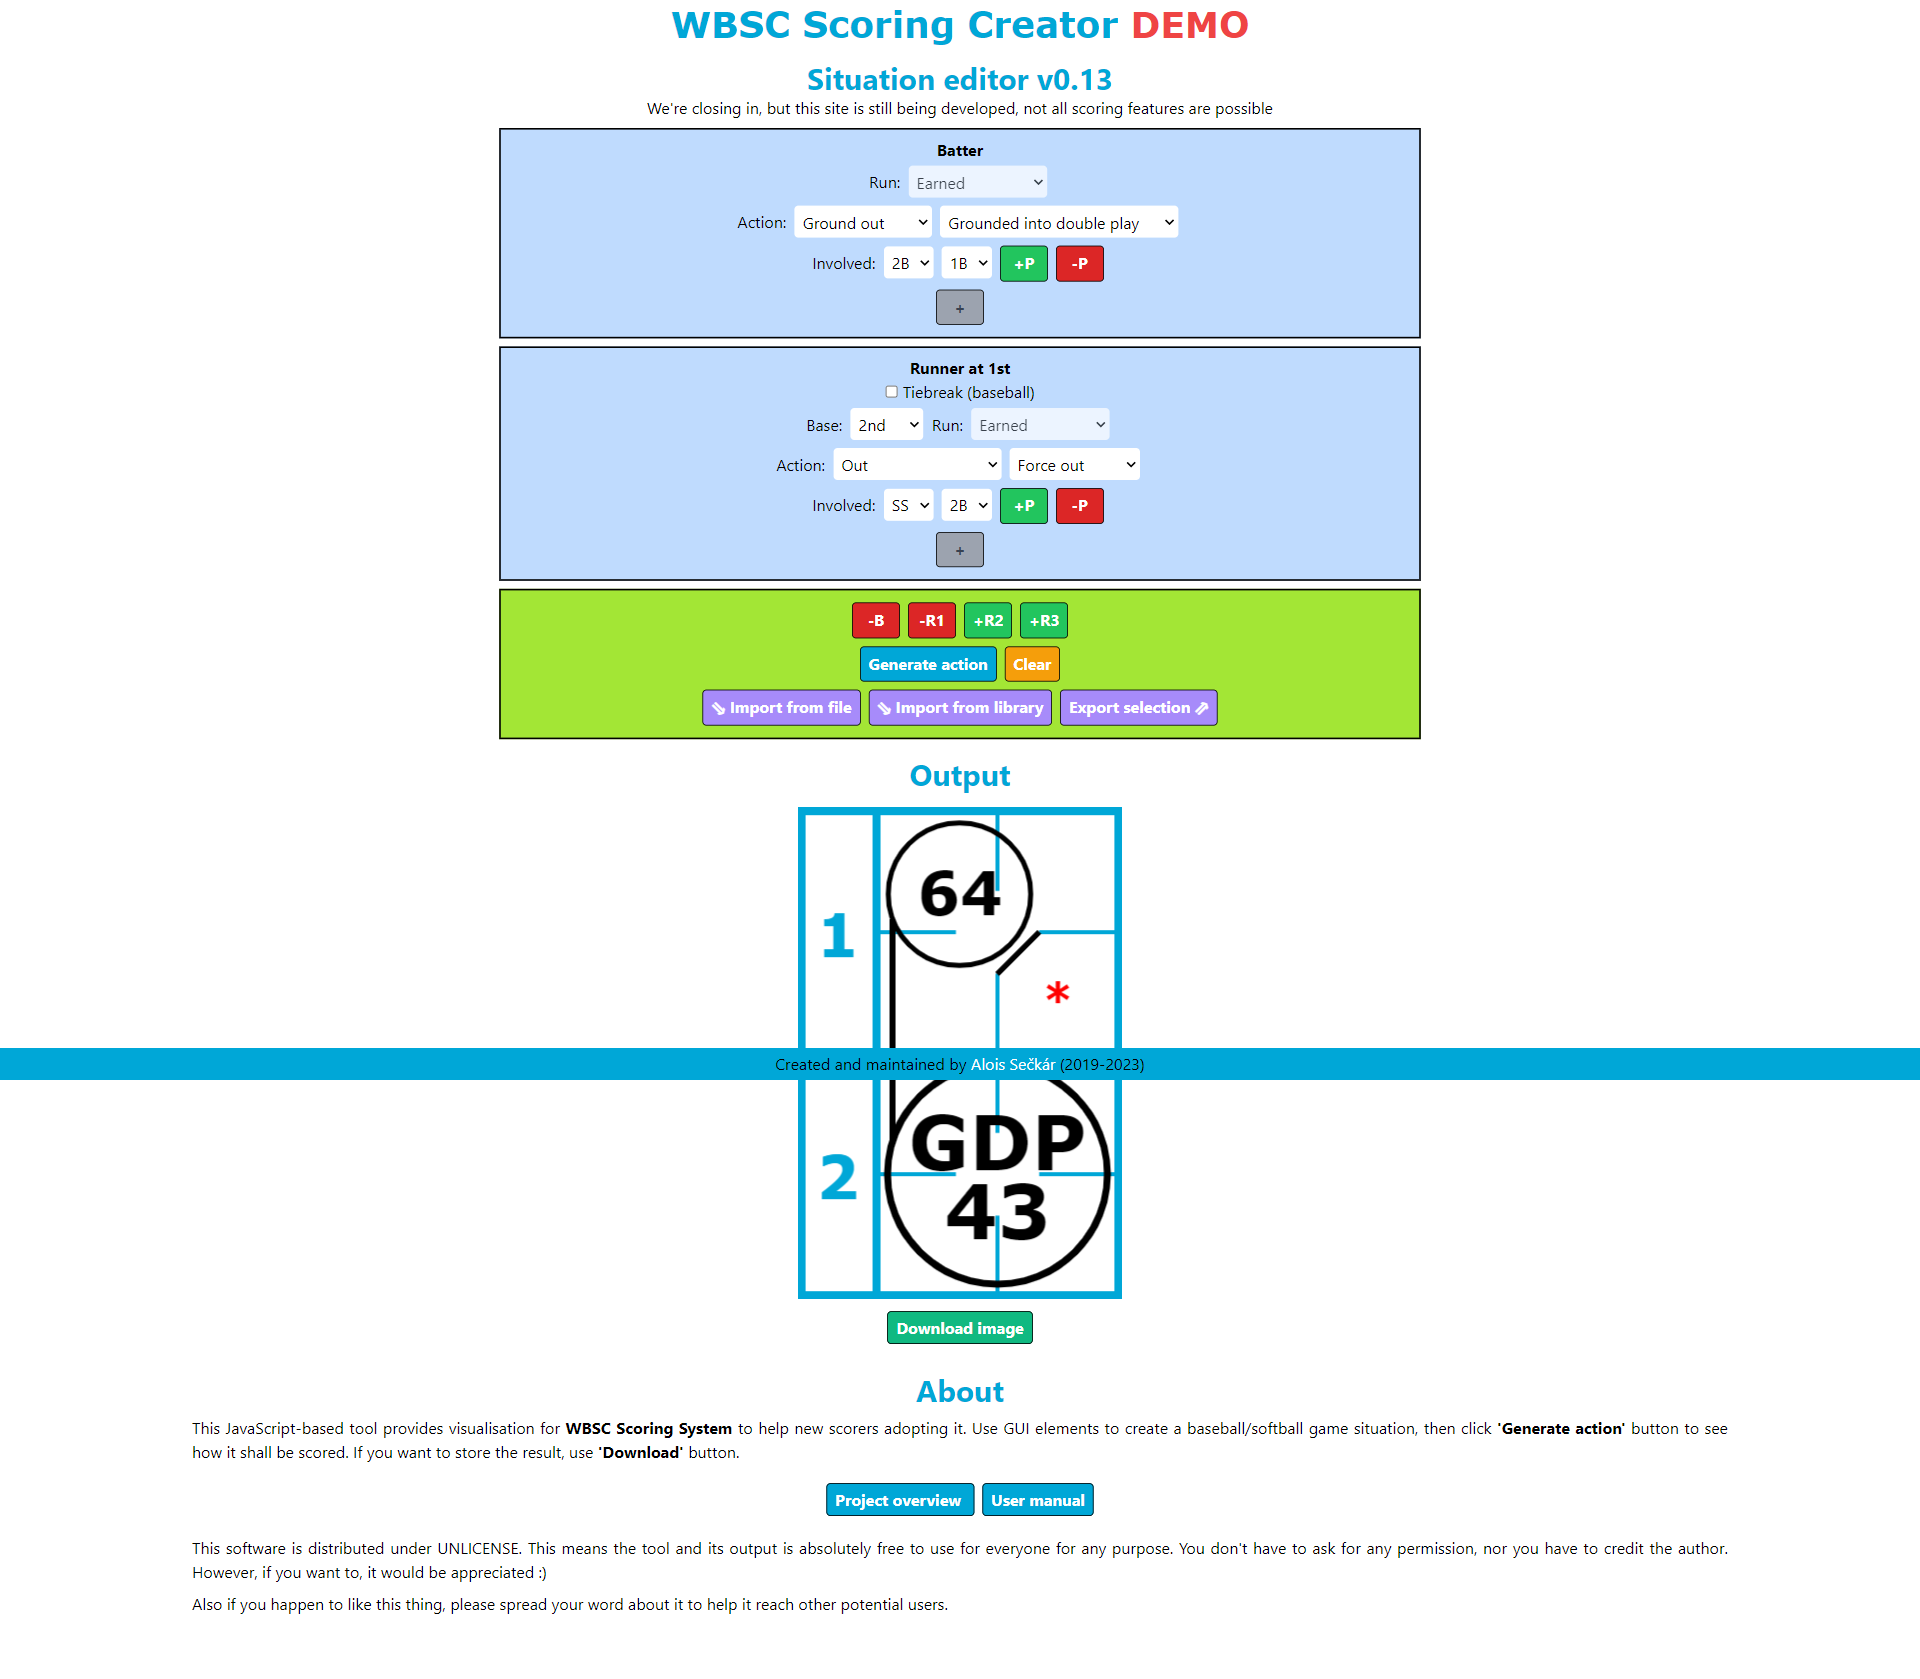 WBSC Scoring Creator DEMO
Situation editor v0.13
We're closing in, but this site is still being developed, not all scoring features are possible
Batter
Run: Earned
Action: Ground out Grounded into double play
Involved: 2B 1B +P -P
+
Runner at 1st
Tiebreak (baseball)
Base: 2nd Run: Earned
Action: Out Force out
Involved: SS 2B +P -P
+
-B -R1 +R2 +R3
Generate action Clear
⇘ Import from file ⇘ Import from library Export selection ⇗
Output
64
1
*
Created and maintained by Alois Sečkár (2019-2023)
GDP
2
43
Download image
About
This JavaScript-based tool provides visualisation for WBSC Scoring System to help new scorers adopting it. Use GUI elements to create a baseball/softball game situation, then click 'Generate action' button to see
how it shall be scored. If you want to store the result, use 'Download' button.
Project overview User manual
This software is distributed under UNLICENSE. This means the tool and its output is absolutely free to use for everyone for any purpose. You don't have to ask for any permission, nor you have to credit the author.
However, if you want to, it would be appreciated :)
Also if you happen to like this thing, please spread your word about it to help it reach other potential users.